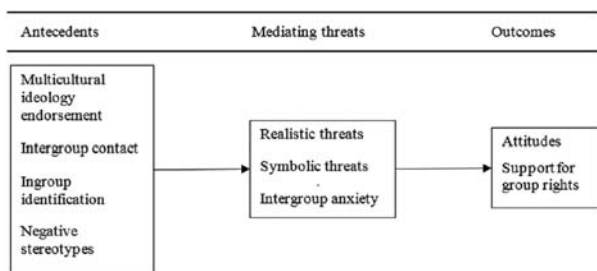 Antecedents Mediating threats Outcomes
Multicultural
ideology
endorsement
Intergroup contact
Ingroup
identification
Negative
stereotypes
Realistic threats
Symbolic threats
Intergroup anxiety
Attitudes
Support for
group rights